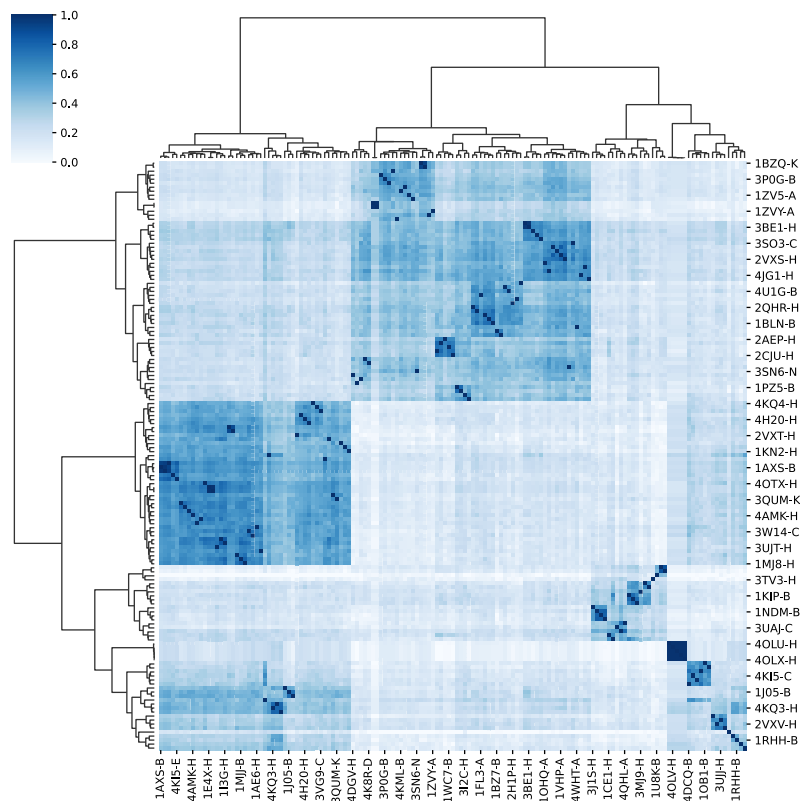 1.0
0.8
0.6
0.4
0.2
0.0
1BZQ-K
3P0G-B
1ZV5-A
1ZVY-A
3BE1-H
3SO3-C
2VXS-H
4JG1-H
4U1G-B
2QHR-H
1BLN-B
2AEP-H
2CJU-H
3SN6-N
1PZ5-B
4KQ4-H
4H20-H
2VXT-H
1KN2-H
1AXS-B
4OTX-H
3QUM-K
4AMK-H
3W14-C
3UJT-H
1MJ8-H
3TV3-H
1KIP-B
1NDM-B
3UAJ-C
4OLU-H
4OLX-H
4KI5-C
1J05-B
4KQ3-H
2VXV-H
1RHH-B
1AXS-B
4KI5-E
4AMK-H
1E4X-H
1I3G-H
1MJJ-B
1AE6-H
4KQ3-H
1J05-B
4H20-H
3VG9-C
3QUM-K
4DGV-H
4K8R-D
3P0G-B
4KML-B
3SN6-N
1ZVY-A
1WC7-B
3I2C-H
1FL3-A
1BZ7-B
2H1P-H
3BE1-H
1OHQ-A
1VHP-A
4WHT-A
3J1S-H
1CE1-H
4QHL-A
3MJ9-H
1U8K-B
4OLV-H
4DCQ-B
1OB1-B
3UJJ-H
1RHH-B